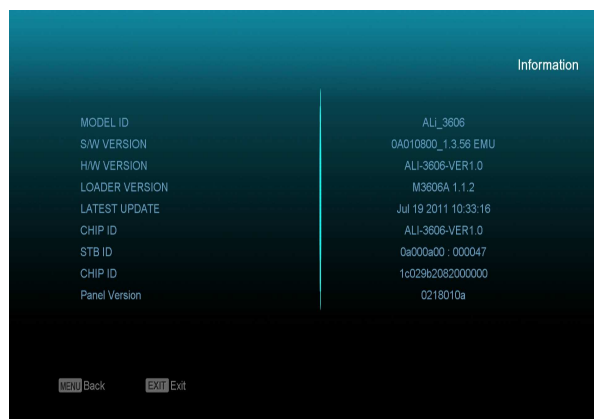 Information
MODEL ID ALi_3606
S/W VERSION 0A010800_1.3.56 EMU
H/W VERSION ALI-3606-VER1.0
LOADER VERSION M3606A 1.1.2
LATEST UPDATE Jul 19 2011 10:33:16
CHIP ID ALI-3606-VER1.0
STB ID 0a000a00 : 000047
CHIP ID 1c029b2082000000
Panel Version 0218010a
MENU Back EXIT Exit